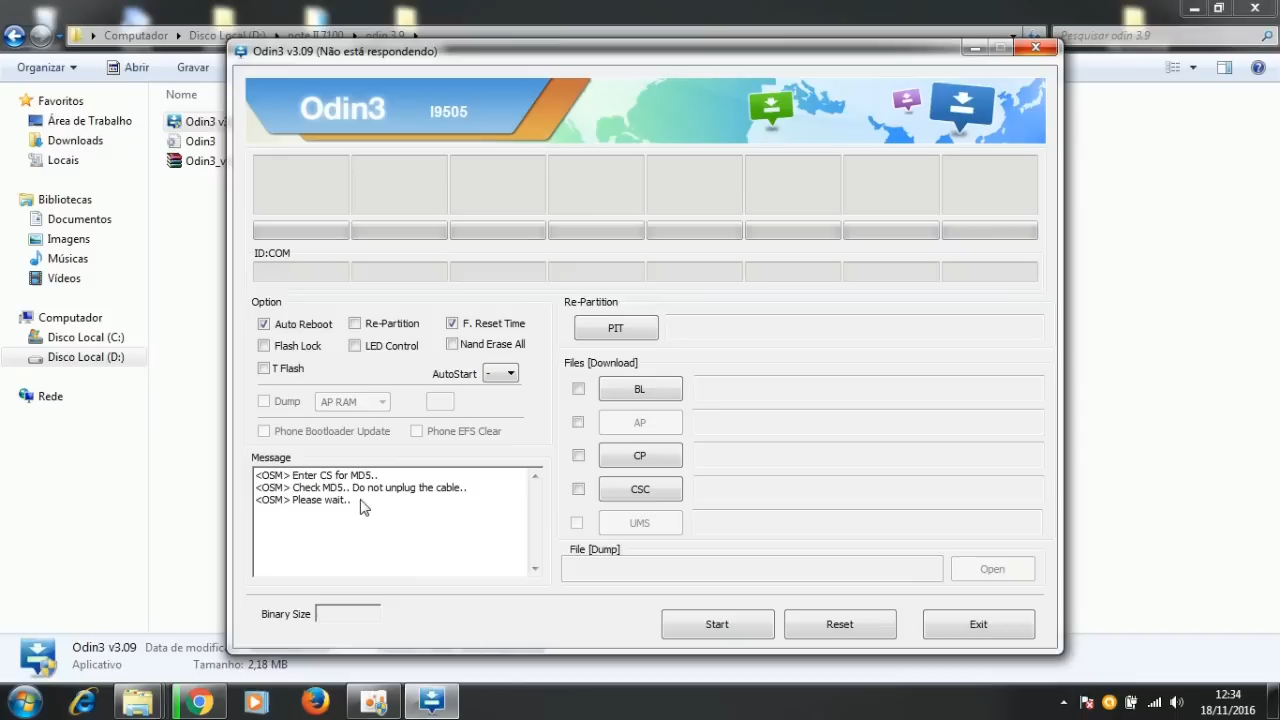 Computador
Disco Local (D:)
note II 7100
odin 3.9
Pesquisar odin 3.9
Odin3 v3.09 (Não está respondendo)
Organizar
Abrir
Gravar
Nome
Favoritos
Área de Trabalho
Downloads
Locais
Bibliotecas
Documentos
Imagens
Músicas
Vídeos
Computador
Disco Local (C:)
Disco Local (D:)
Rede
Odin3 v3
Odin3
Odin3_v
Odin3
I9505
ID:COM
Option
Auto Reboot
Re-Partition
F. Reset Time
Flash Lock
LED Control
Nand Erase All
T Flash
AutoStart
-
Dump
AP RAM
Phone Bootloader Update
Phone EFS Clear
Message
<OSM> Enter CS for MD5..
<OSM> Check MD5.. Do not unplug the cable..
<OSM> Please wait..
Binary Size
Re-Partition
PIT
Files [Download]
BL
AP
CP
CSC
UMS
File [Dump]
Open
Start
Reset
Exit
Odin3 v3.09
Data de modific
Aplicativo
Tamanho: 2,18 MB
12:34
18/11/2016